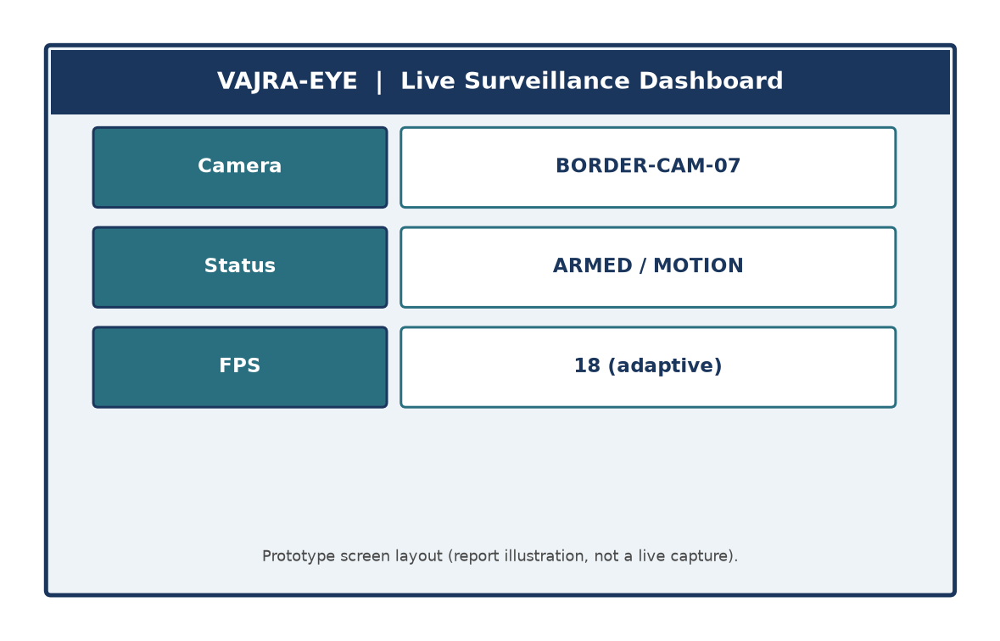 VAJRA-EYE | Live Surveillance Dashboard
Camera BORDER-CAM-07
Status ARMED / MOTION
FPS 18 (adaptive)
Prototype screen layout (report illustration, not a live capture).